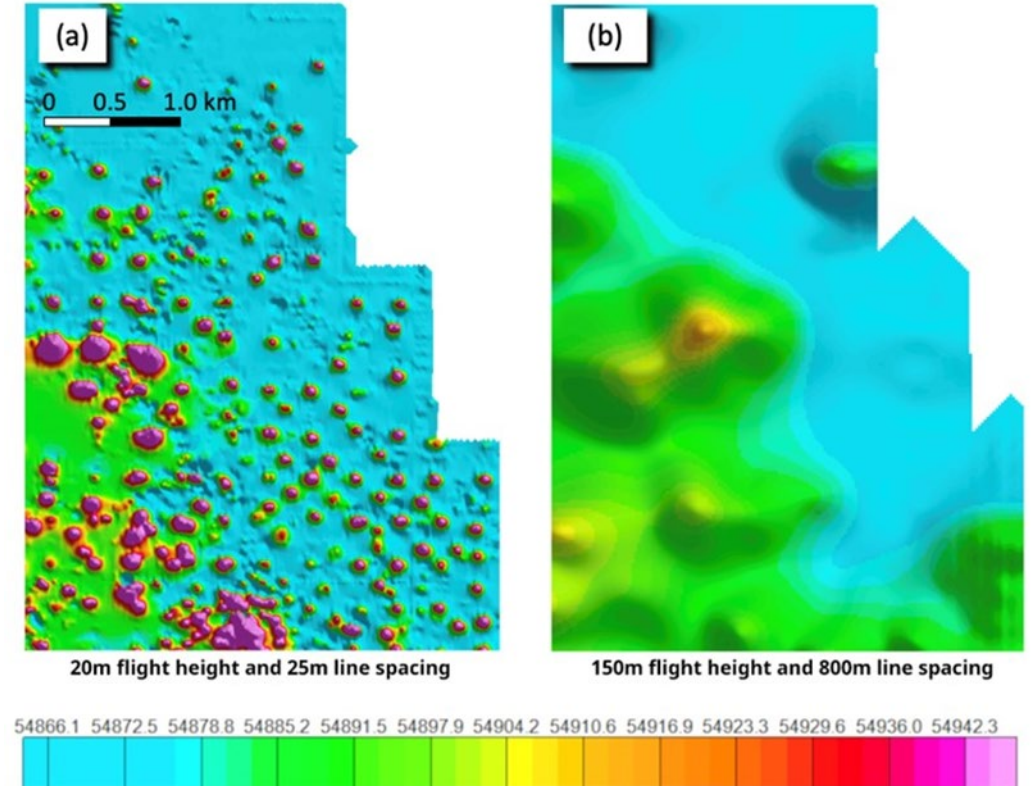 (a)
(b)
0 0.5 1.0 km
20m flight height and 25m line spacing
150m flight height and 800m line spacing
54866.1 54872.5 54878.8 54885.2 54891.5 54897.9 54904.2 54910.6 54916.9 54923.3 54929.6 54936.0 54942.3